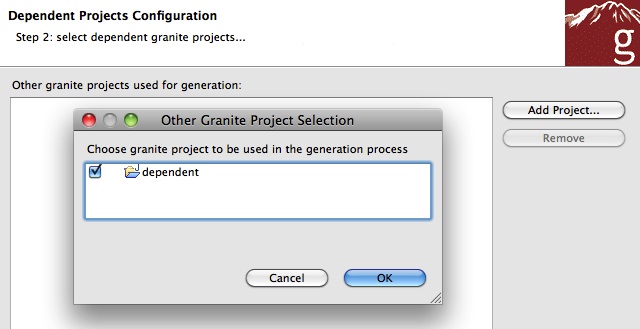 Dependent Projects Configuration
Step 2: select dependent granite projects...
g
Other granite projects used for generation:
Add Project...
Remove
Other Granite Project Selection
Choose granite project to be used in the generation process
dependent
Cancel
OK